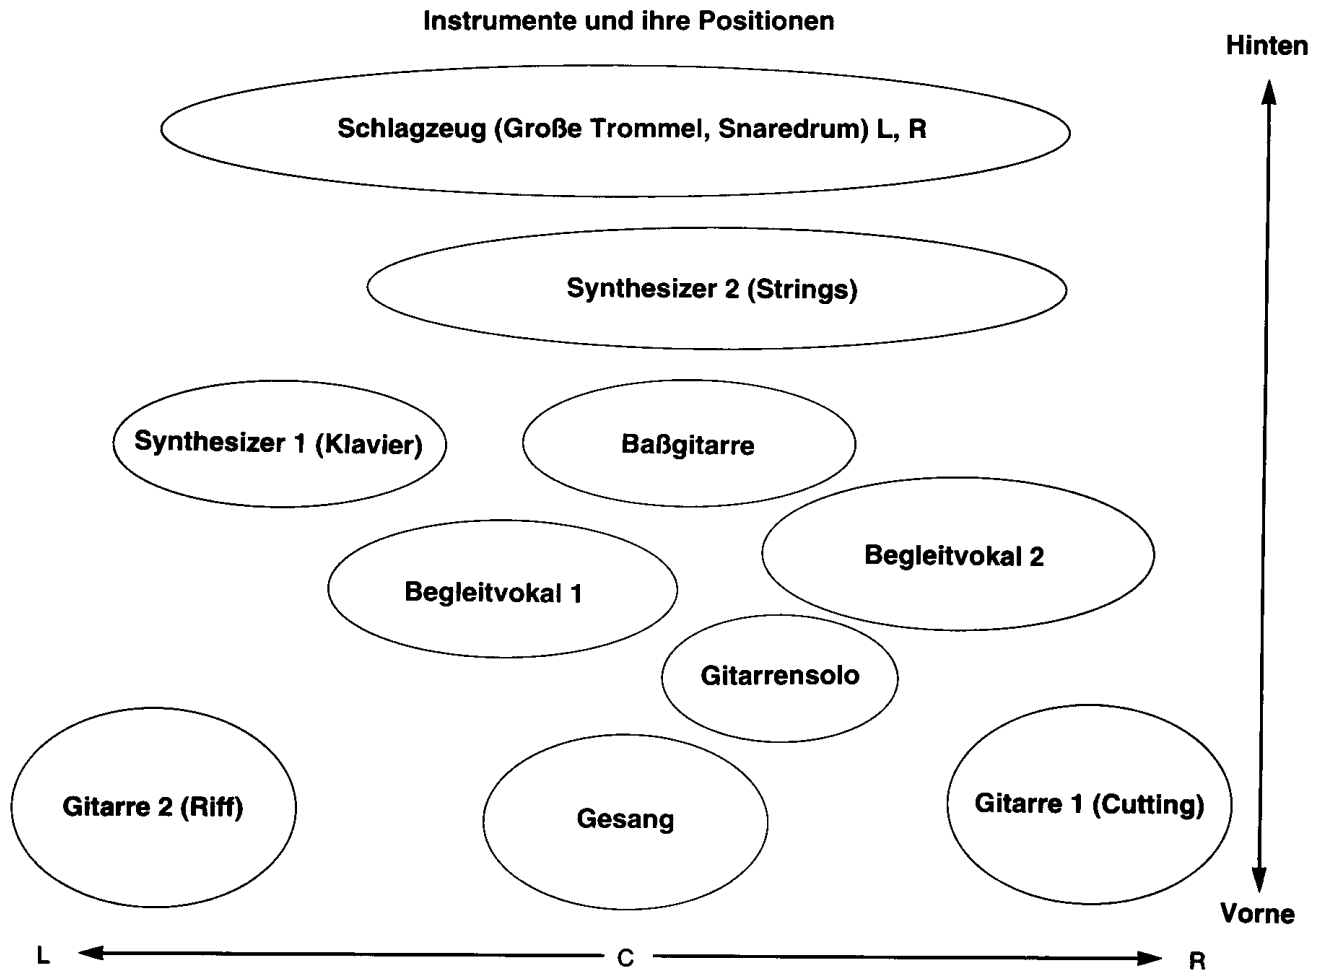 Instrumente und ihre Positionen
Hinten
Schlagzeug (Große Trommel, Snaredrum) L, R
Synthesizer 2 (Strings)
Synthesizer 1 (Klavier)
Baßgitarre
Begleitvokal 2
Begleitvokal 1
Gitarrensolo
Gitarre 2 (Riff)
Gesang
Gitarre 1 (Cutting)
Vorne
L
C
R